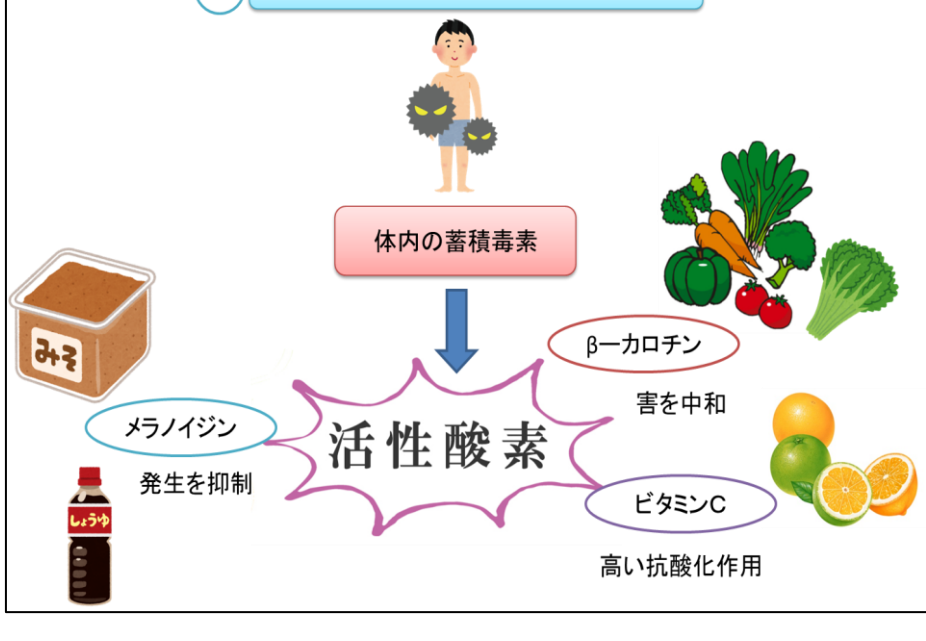 体内の蓄積毒素
みそ
βーカロチン
害を中和
メラノイジン
活性酸素
発生を抑制
しょうゆ
ビタミンC
高い抗酸化作用